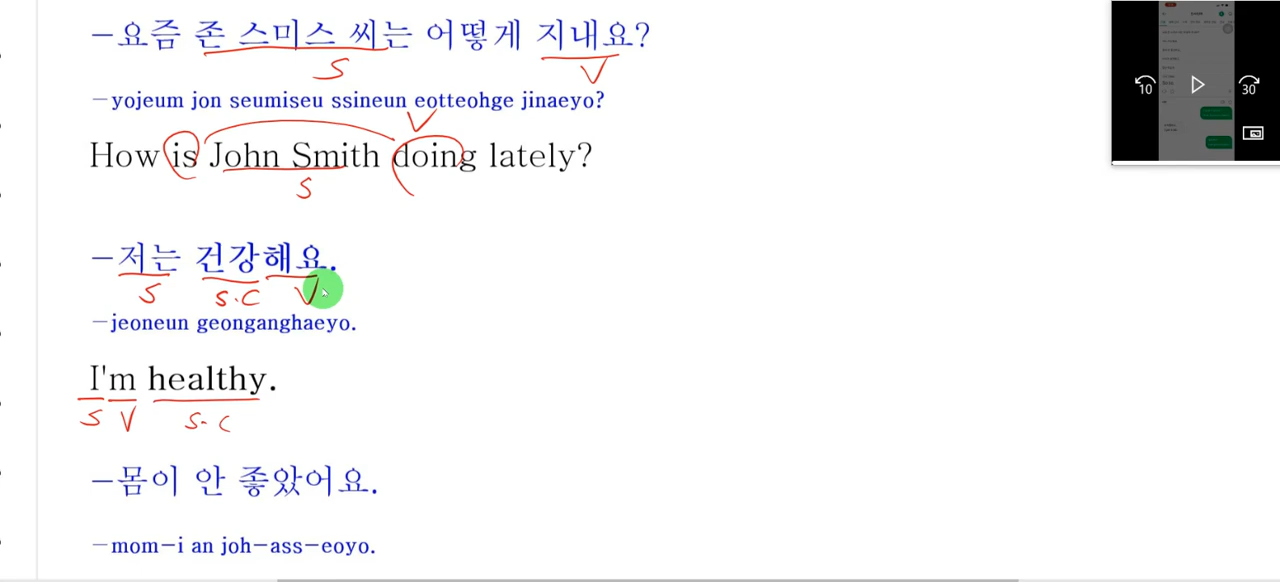 -요즘 존 스미스 씨는 어떻게 지내요?
S V
-yojeum jon seumiseu ssineun eotteohge jinaeyo?
V
How is John Smith doing lately?
S
-저는 건강해요.
S S.C V
-jeoneun geonganghaeyo.
I'm healthy.
S V S.C
-몸이 안 좋았어요.
-mom-i an joh-ass-eoyo.
10 30